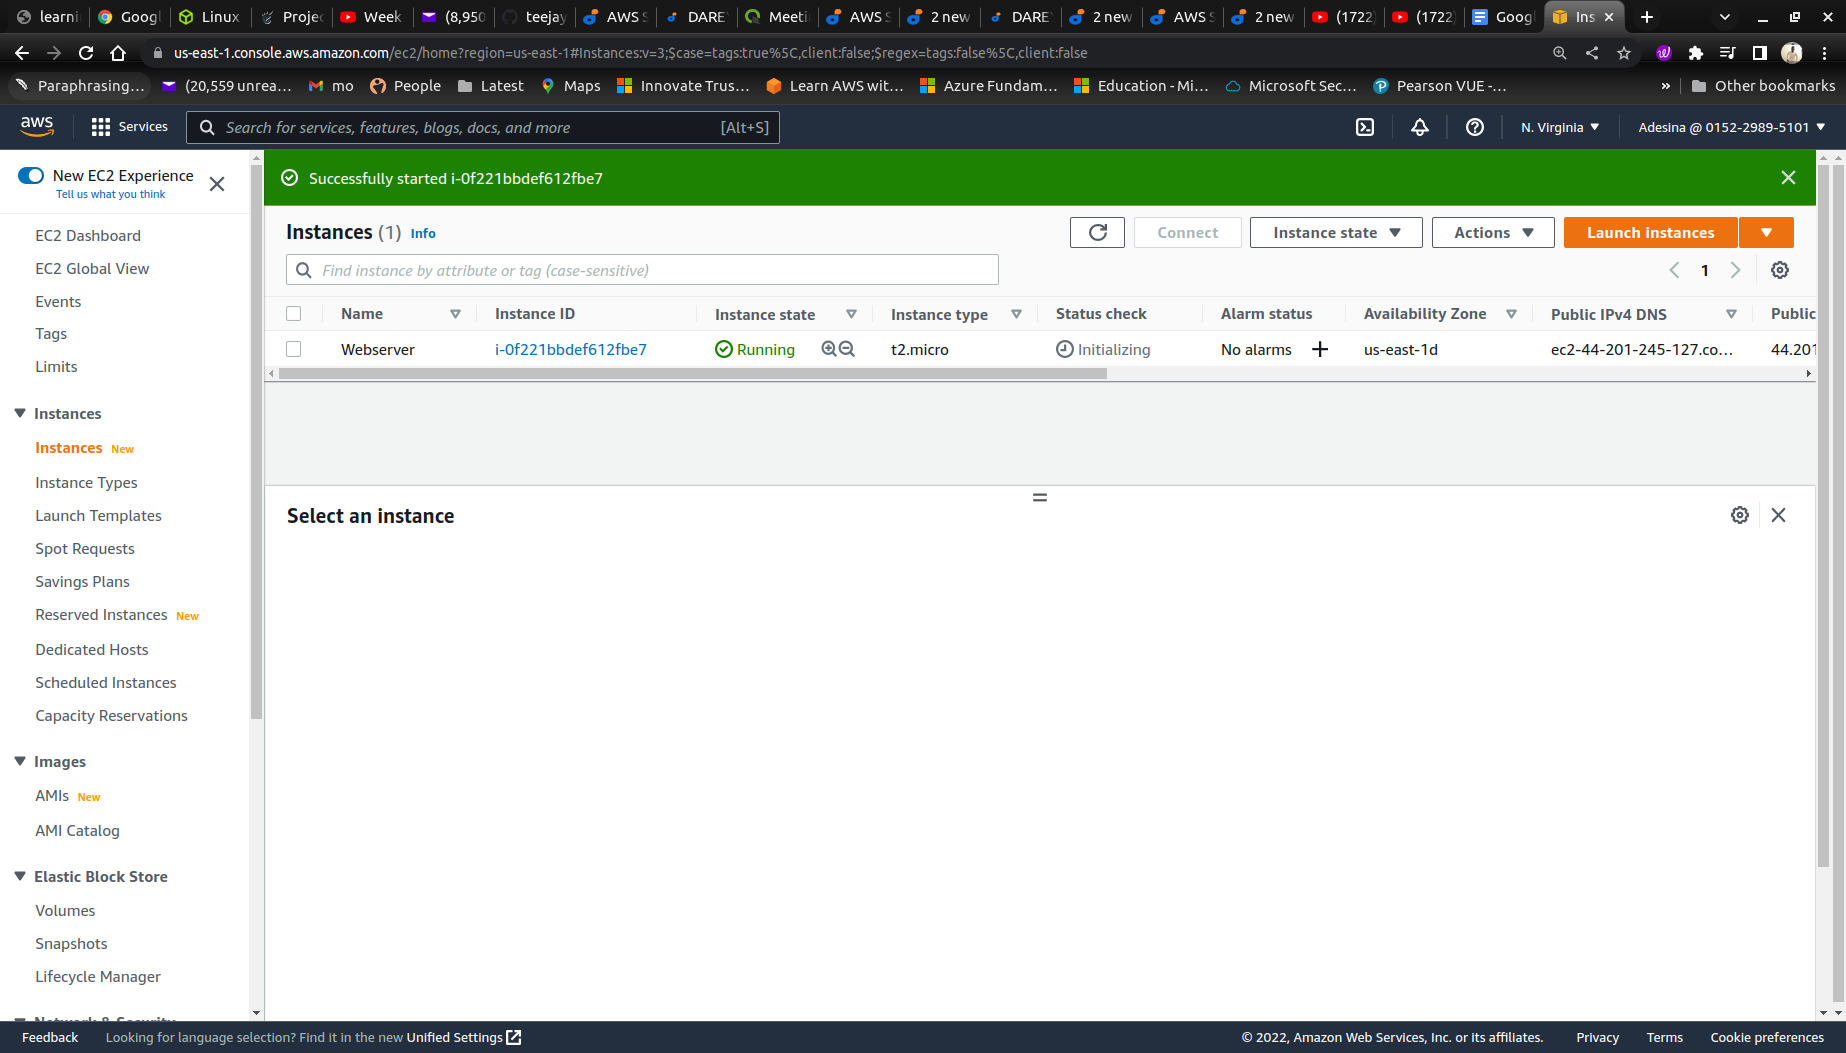 learni Googl Linux Projec Week (8,950 teejay AWS S DARE Meeti AWS S 2 new DARE 2 new AWS S 2 new (1722) (1722) Googl Ins
us-east-1.console.aws.amazon.com/ec2/home?region=us-east-1#Instances:v=3;$case=tags:true%5C,client:false;$regex=tags:false%5C,client:false
Paraphrasing... (20,559 unrea... mo People Latest Maps Innovate Trus... Learn AWS wit... Azure Fundam... Education - Mi... Microsoft Sec... Pearson VUE -... » Other bookmarks
aws Services Search for services, features, blogs, docs, and more [Alt+S] N. Virginia Adesina @ 0152-2989-5101
New EC2 Experience
Tell us what you think
EC2 Dashboard
EC2 Global View
Events
Tags
Limits
Instances
Instances New
Instance Types
Launch Templates
Spot Requests
Savings Plans
Reserved Instances New
Dedicated Hosts
Scheduled Instances
Capacity Reservations
Images
AMIs New
AMI Catalog
Elastic Block Store
Volumes
Snapshots
Lifecycle Manager
Network & Security
Successfully started i-0f221bbdef612fbe7
Instances (1) Info Connect Instance state Actions Launch instances
Find instance by attribute or tag (case-sensitive) 1
Name Instance ID Instance state Instance type Status check Alarm status Availability Zone Public IPv4 DNS Public
Webserver i-0f221bbdef612fbe7 Running t2.micro Initializing No alarms us-east-1d ec2-44-201-245-127.co... 44.201
Select an instance
Feedback Looking for language selection? Find it in the new Unified Settings © 2022, Amazon Web Services, Inc. or its affiliates. Privacy Terms Cookie preferences